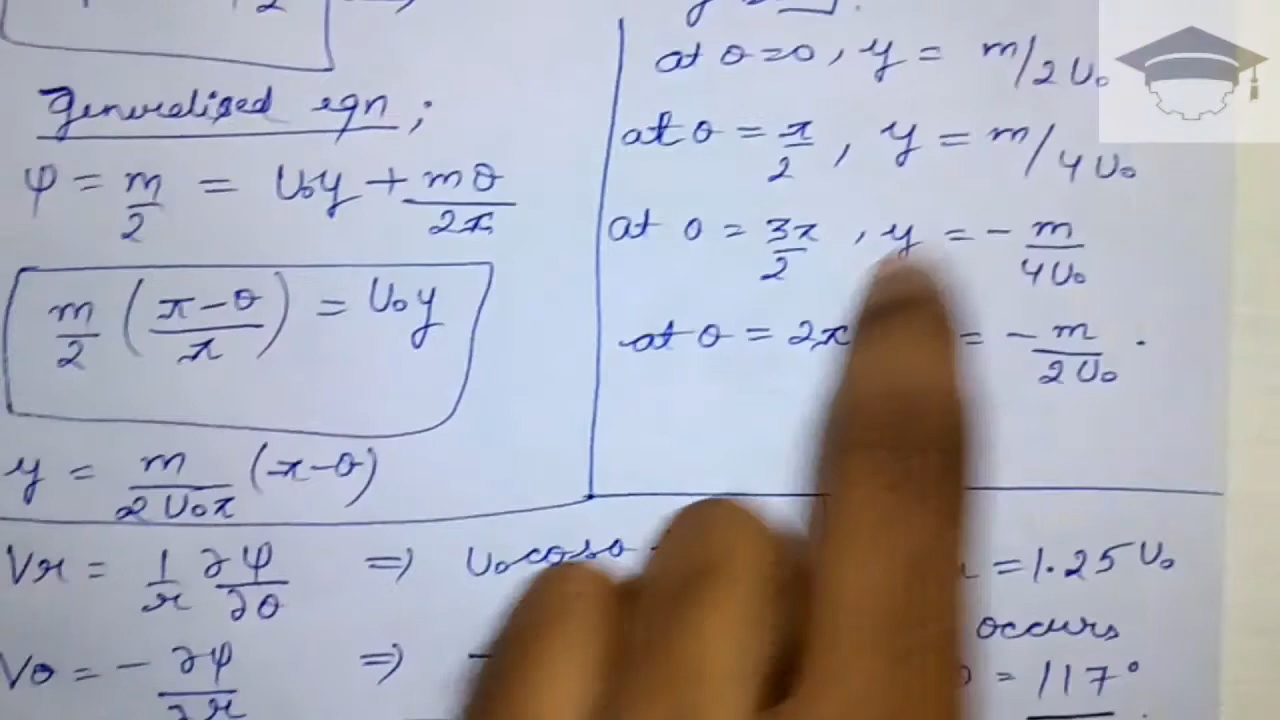 Generalized eqn ;
φ = m/2 = U₀y + mθ/2π
m/2 (π-θ/π) = U₀y
y = m/2U₀π (π-θ)
at θ=0, y = m/2U₀
at θ = π/2, y = m/4U₀
at θ = 3π/2, y = - m/4U₀
at θ = 2π = - m/2U₀ .
Vr = 1/r ∂φ/∂θ ⇒ U₀cosθ
= 1.25 U₀
occurs
Vθ = - ∂φ/∂r ⇒ -
= 117°